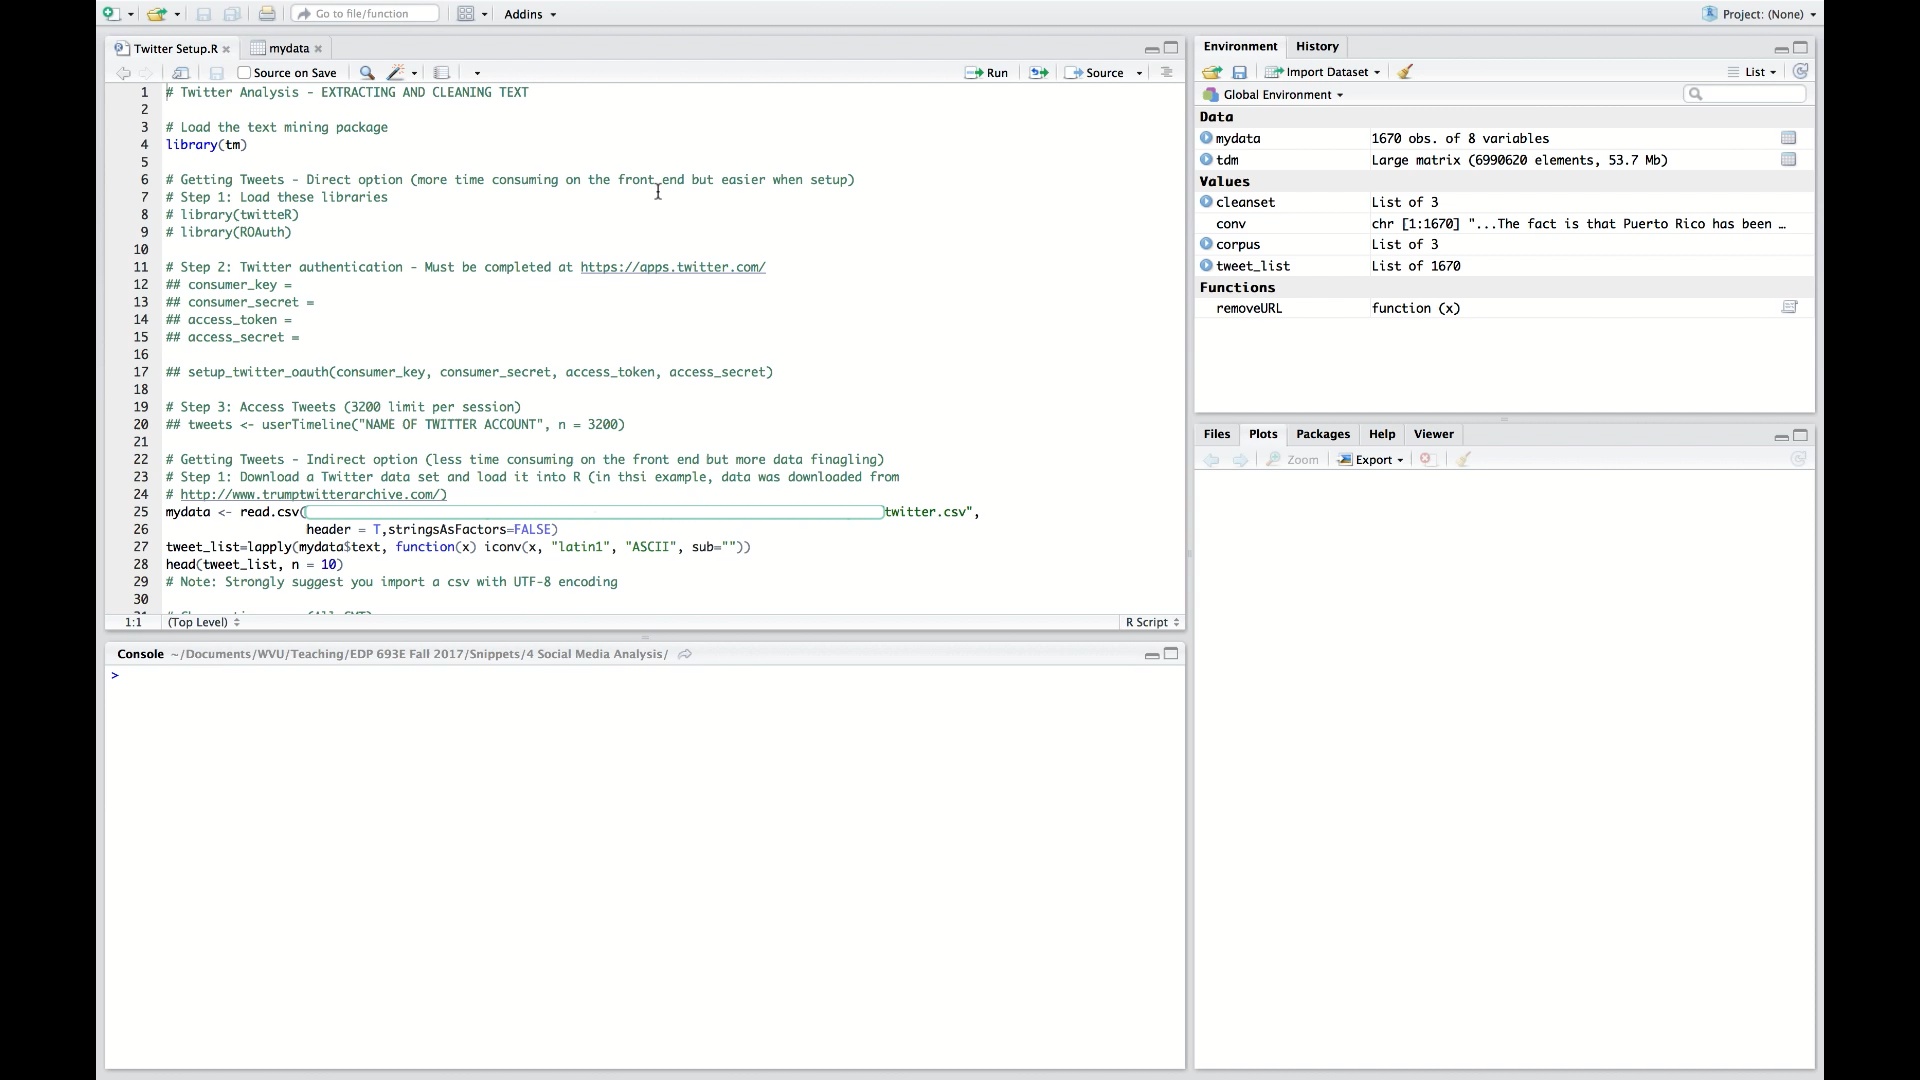 Go to file/function
Addins
Project: (None)
Twitter Setup.R
mydata
Source on Save
Run
Source
1 # Twitter Analysis - EXTRACTING AND CLEANING TEXT
2
3 # Load the text mining package
4 library(tm)
5
6 # Getting Tweets - Direct option (more time consuming on the front end but easier when setup)
7 # Step 1: Load these libraries
8 # library(twitteR)
9 # library(ROAuth)
10
11 # Step 2: Twitter authentication - Must be completed at https://apps.twitter.com/
12 ## consumer_key =
13 ## consumer_secret =
14 ## access_token =
15 ## access_secret =
16
17 ## setup_twitter_oauth(consumer_key, consumer_secret, access_token, access_secret)
18
19 # Step 3: Access Tweets (3200 limit per session)
20 ## tweets <- userTimeline("NAME OF TWITTER ACCOUNT", n = 3200)
21
22 # Getting Tweets - Indirect option (less time consuming on the front end but more data finagling)
23 # Step 1: Download a Twitter data set and load it into R (in thsi example, data was downloaded from
24 # http://www.trumptwitterarchive.com/)
25 mydata <- read.csv( twitter.csv",
26 header = T,stringsAsFactors=FALSE)
27 tweet_list=lapply(mydata$text, function(x) iconv(x, "latin1", "ASCII", sub=""))
28 head(tweet_list, n = 10)
29 # Note: Strongly suggest you import a csv with UTF-8 encoding
30
1:1 (Top Level) R Script
Console ~/Documents/WVU/Teaching/EDP 693E Fall 2017/Snippets/4 Social Media Analysis/
>
Environment History
Import Dataset List
Global Environment
Data
mydata 1670 obs. of 8 variables
tdm Large matrix (6990620 elements, 53.7 Mb)
Values
cleanset List of 3
conv chr [1:1670] "...The fact is that Puerto Rico has been …
corpus List of 3
tweet_list List of 1670
Functions
removeURL function (x)
Files Plots Packages Help Viewer
Zoom Export